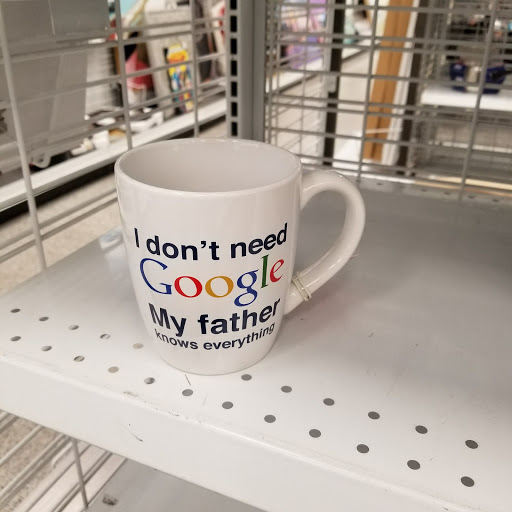 I don't need
Google
My father
knows everything